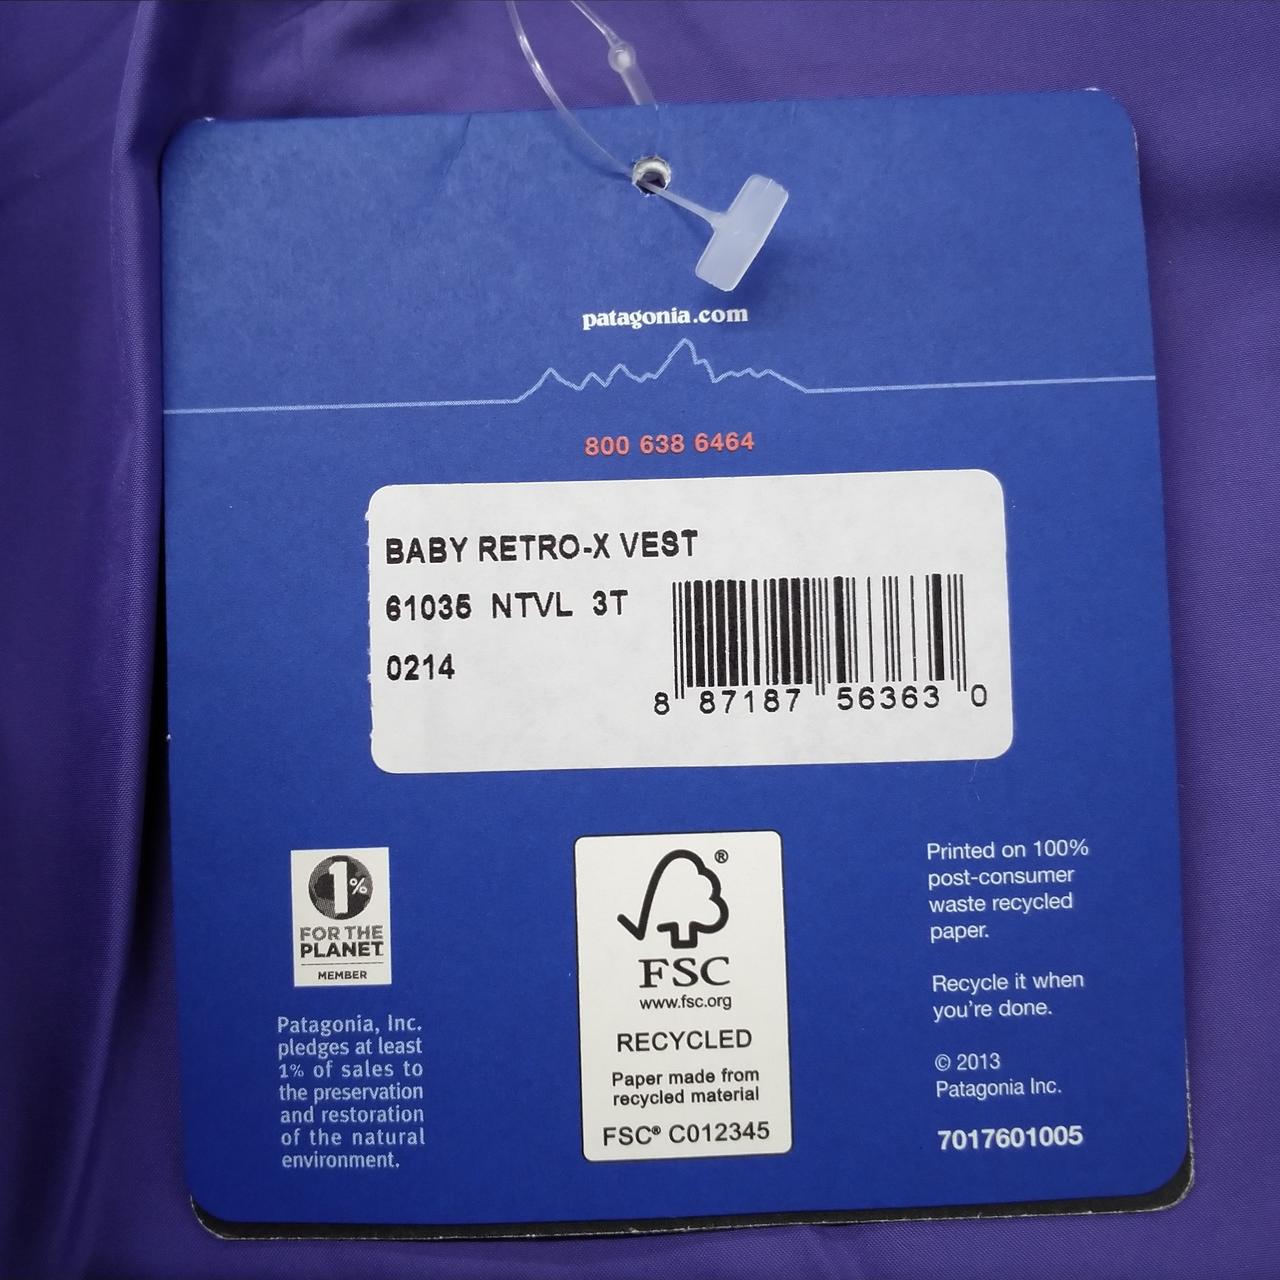 patagonia.com
800 638 6464
BABY RETRO-X VEST
61035 NTVL 3T
0214
8 87187 56363 0
1%
FOR THE
PLANET
MEMBER
Patagonia, Inc.
pledges at least
1% of sales to
the preservation
and restoration
of the natural
environment.
®
FSC
www.fsc.org
RECYCLED
Paper made from
recycled material
FSC® C012345
Printed on 100%
post-consumer
waste recycled
paper.
Recycle it when
you're done.
© 2013
Patagonia Inc.
7017601005